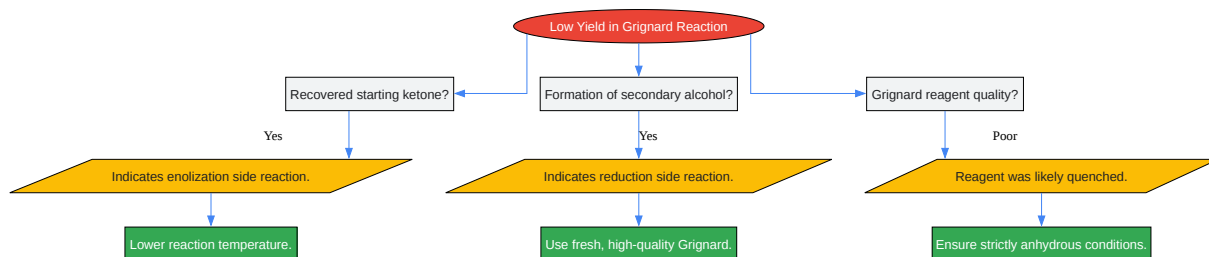 Low Yield in Grignard Reaction
Recovered starting ketone?
Formation of secondary alcohol?
Grignard reagent quality?
Yes
Yes
Poor
Indicates enolization side reaction.
Indicates reduction side reaction.
Reagent was likely quenched.
Lower reaction temperature.
Use fresh, high-quality Grignard.
Ensure strictly anhydrous conditions.